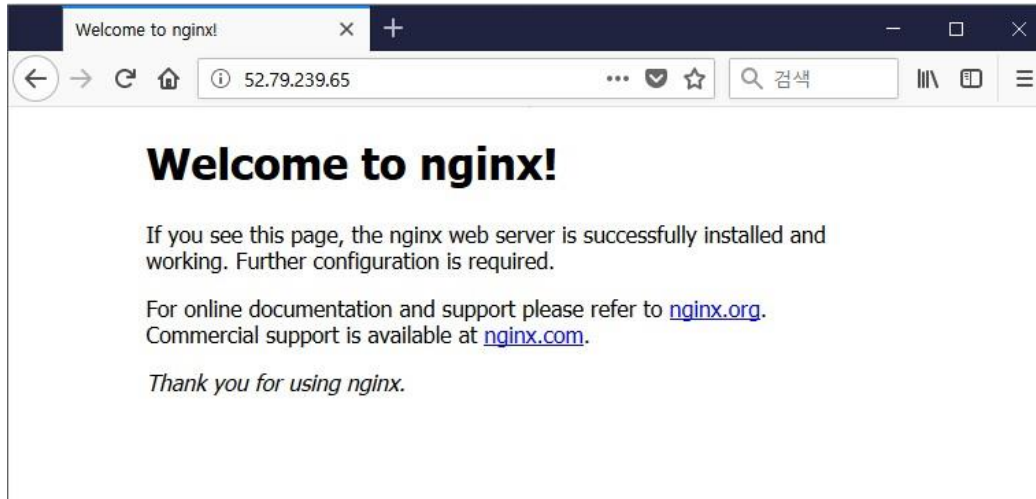 Welcome to nginx!
52.79.239.65
검색
Welcome to nginx!
If you see this page, the nginx web server is successfully installed and
working. Further configuration is required.
For online documentation and support please refer to nginx.org.
Commercial support is available at nginx.com.
Thank you for using nginx.